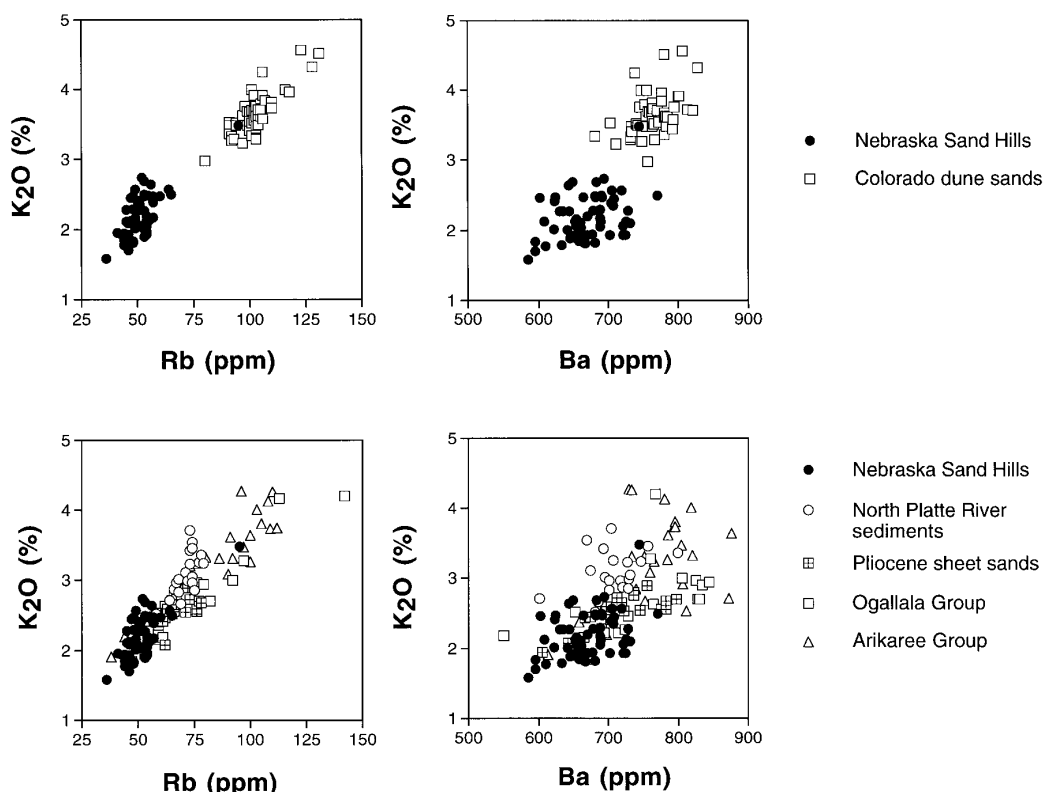 5
4
3
2
1
K2O (%)
25 50 75 100 125 150
Rb (ppm)
5
4
3
2
1
K2O (%)
500 600 700 800 900
Ba (ppm)
Nebraska Sand Hills
Colorado dune sands
5
4
3
2
1
K2O (%)
25 50 75 100 125 150
Rb (ppm)
5
4
3
2
1
K2O (%)
500 600 700 800 900
Ba (ppm)
Nebraska Sand Hills
North Platte River
sediments
Pliocene sheet sands
Ogallala Group
Arikaree Group